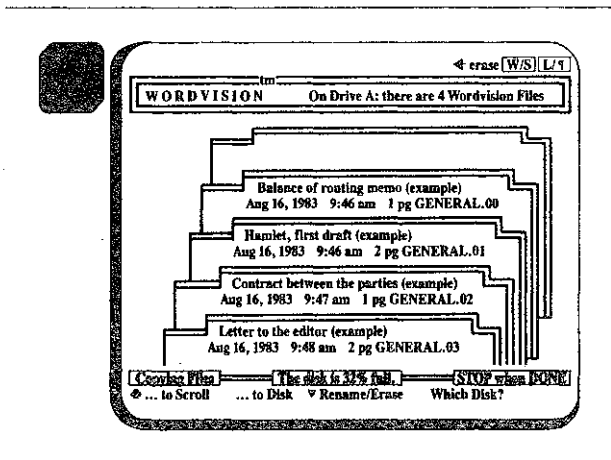 erase W/S L/¶
tm
WORDVISION On Drive A: there are 4 Wordvision Files
Balance of routing memo (example)
Aug 16, 1983 9:46 am 1 pg GENERAL.00
Hamlet, first draft (example)
Aug 16, 1983 9:46 am 2 pg GENERAL.01
Contract between the parties (example)
Aug 16, 1983 9:47 am 1 pg GENERAL.02
Letter to the editor (example)
Aug 16, 1983 9:48 am 2 pg GENERAL.03
Copying Files The disk is 32% full. STOP when DONE
... to Scroll ... to Disk Rename/Erase Which Disk?